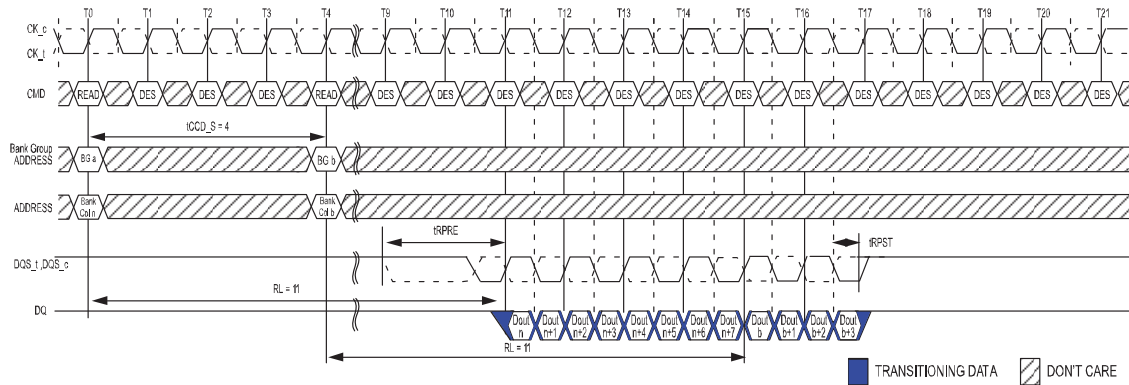 T0 T1 T2 T3 T4 T9 T10 T11 T12 T13 T14 T15 T16 T17 T18 T19 T20 T21
CK_c
CK_t
CMD READ DES DES DES READ DES DES DES DES DES DES DES DES DES DES DES DES DES
tCCD_S = 4
Bank Group
ADDRESS BG a BG b
ADDRESS Bank Col n Bank Col b
tRPRE tRPST
DQS_t ,DQS_c
RL = 11
DQ Dout n Dout n+1 Dout n+2 Dout n+3 Dout n+4 Dout n+5 Dout n+6 Dout n+7 Dout b Dout b+1 Dout b+2 Dout b+3
RL = 11
TRANSITIONING DATA DON'T CARE